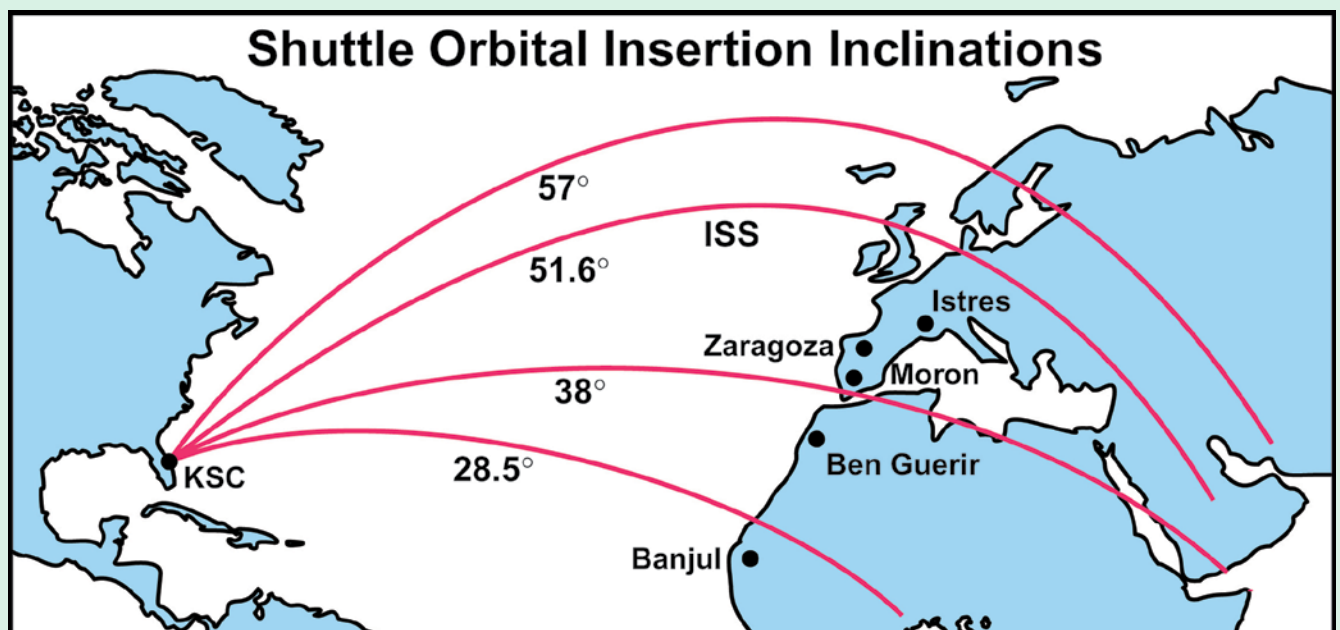 Shuttle Orbital Insertion Inclinations
57°
ISS
51.6°
Istres
Zaragoza
Moron
38°
KSC
28.5°
Ben Guerir
Banjul